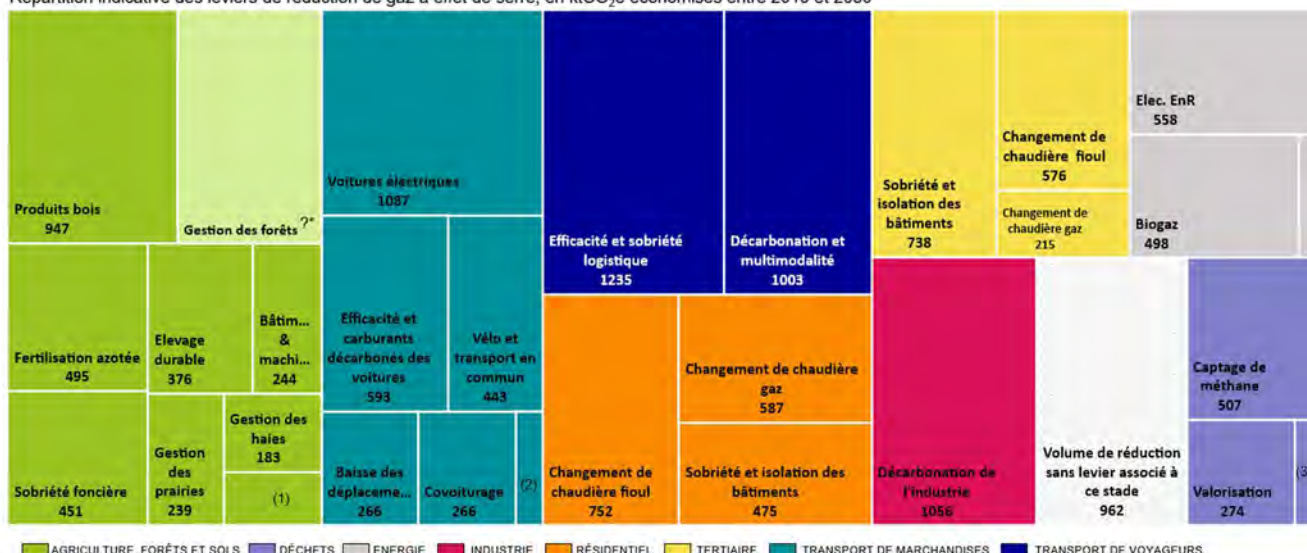 Répartition indicative des leviers de réduction de gaz à effet de serre, en ktCO₂e économisés entre 2019 et 2030
Produits bois
947
Gestion des forêts ?*
Fertilisation azotée
495
Elevage
durable
376
Bâtim...
&
machi...
244
Sobriété foncière
451
Gestion
des
prairies
239
Gestion des
haies
183
(1)
Voitures électriques
1087
Efficacité et
carburants
décarbonés des
voitures
593
Vélo et
transport en
commun
443
Baisse des
déplaceme...
266
Covoiturage
266
(2)
Efficacité et sobriété
logistique
1235
Décarbonation et
multimodalité
1003
Changement de
chaudière fioul
752
Changement de chaudière
gaz
587
Sobriété et isolation des
bâtiments
475
Sobriété et
isolation des
bâtiments
738
Changement de
chaudière fioul
576
Changement de
chaudière gaz
215
Elec. EnR
558
Biogaz
498
Décarbonation de
l'industrie
1056
Volume de réduction
sans levier associé à
ce stade
962
Captage de
méthane
507
Valorisation
274
(3
AGRICULTURE, FORÊTS ET SOLS DÉCHETS ENERGIE INDUSTRIE RÉSIDENTIEL TERTIAIRE TRANSPORT DE MARCHANDISES TRANSPORT DE VOYAGEURS